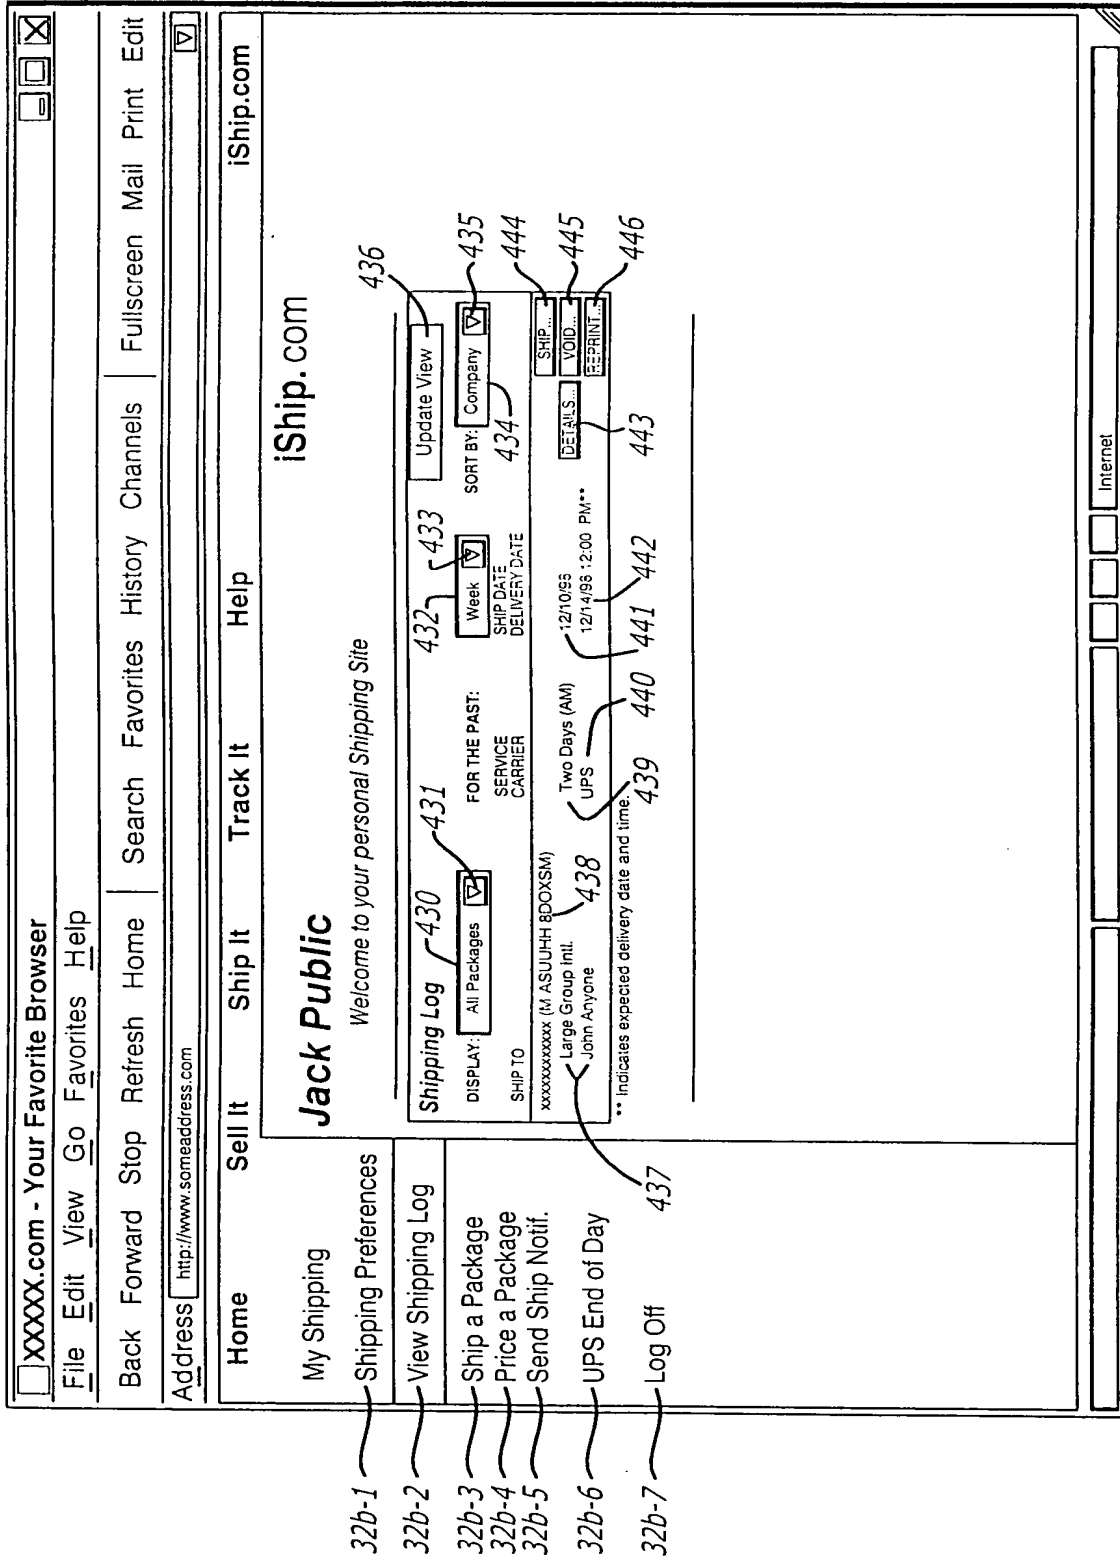 XXXXX.com - Your Favorite Browser
File Edit View Go Favorites Help
Back Forward Stop Refresh Home Search Favorites History Channels Fullscreen Mail Print Edit
Address http://www.someaddress.com
Home Sell It Ship It Track It Help iShip.com
My Shipping
32b-1 Shipping Preferences
32b-2 View Shipping Log
32b-3 Ship a Package
32b-4 Price a Package
32b-5 Send Ship Notif.
32b-6 UPS End of Day
32b-7 Log Off
Jack Public iShip.com
Welcome to your personal Shipping Site
436
Shipping Log 430 431 432 433 Update View
DISPLAY: All Packages FOR THE PAST: Week SORT BY: Company 435
434
SHIP TO SERVICE SHIP DATE
CARRIER DELIVERY DATE
xxxxxxxxxxxx (M ASUUHH 8DOXSM) SHIP... 444
Large Group Intl. Two Days (AM) 12/10/98 DETAILS... VOID... 445
John Anyone UPS 12/14/98 12:00 PM** REPRINT... 446
** Indicates expected delivery date and time.
437 438 439 440 441 442 443
Internet